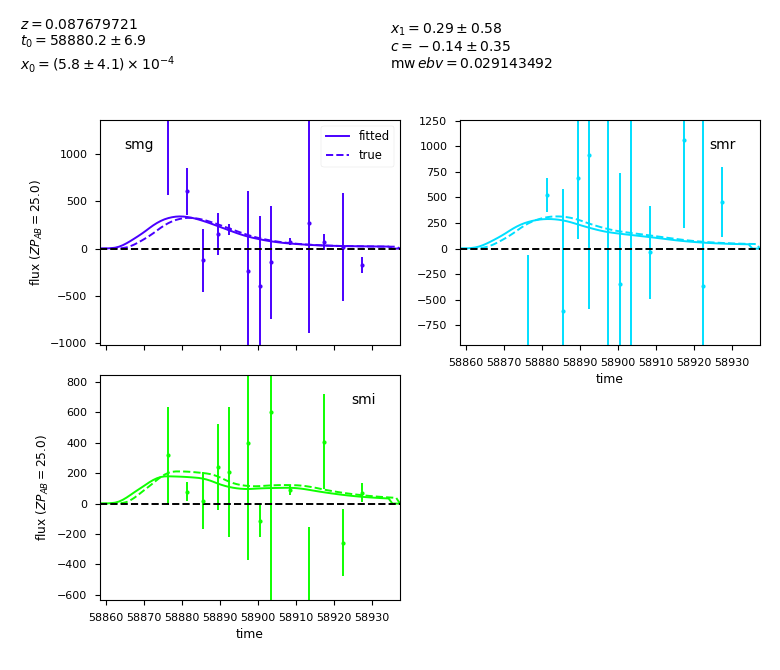 z = 0.087679721
t₀ = 58880.2 ± 6.9
x₀ = (5.8 ± 4.1) × 10⁻⁴
x₁ = 0.29 ± 0.58
c = −0.14 ± 0.35
mw ebv = 0.029143492
smg
fitted
true
1000
500
0
−500
−1000
flux (ZP_AB = 25.0)
smr
1250
1000
750
500
250
0
−250
−500
−750
58860 58870 58880 58890 58900 58910 58920 58930
time
smi
800
600
400
200
0
−200
−400
−600
flux (ZP_AB = 25.0)
58860 58870 58880 58890 58900 58910 58920 58930
time